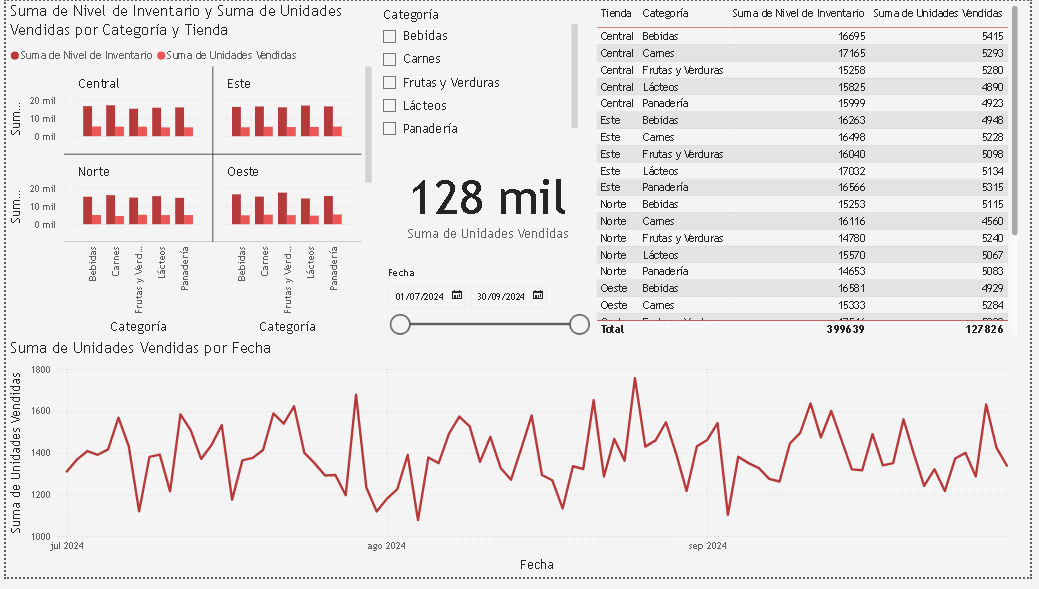 Suma de Nivel de Inventario y Suma de Unidades
Vendidas por Categoría y Tienda
Suma de Nivel de Inventario Suma de Unidades Vendidas
Central
Este
Sum...
20 mil
10 mil
0 mil
Norte
Oeste
Sum...
20 mil
10 mil
0 mil
Bebidas
Carnes
Frutas y Verd...
Lácteos
Panadería
Bebidas
Carnes
Frutas y Verd...
Lácteos
Panadería
Categoría
Categoría
Categoría
Bebidas
Carnes
Frutas y Verduras
Lácteos
Panadería
128 mil
Suma de Unidades Vendidas
Fecha
01/07/2024 30/09/2024
Tienda Categoría Suma de Nivel de Inventario Suma de Unidades Vendidas
Central Bebidas 16695 5415
Central Carnes 17165 5293
Central Frutas y Verduras 15258 5280
Central Lácteos 15825 4890
Central Panadería 15999 4923
Este Bebidas 16263 4948
Este Carnes 16498 5228
Este Frutas y Verduras 16040 5098
Este Lácteos 17032 5134
Este Panadería 16566 5315
Norte Bebidas 15253 5115
Norte Carnes 16116 4560
Norte Frutas y Verduras 14780 5240
Norte Lácteos 15570 5067
Norte Panadería 14653 5083
Oeste Bebidas 16581 4929
Oeste Carnes 15333 5284
Total 399639 127826
Suma de Unidades Vendidas por Fecha
Suma de Unidades Vendidas
1800
1600
1400
1200
1000
jul 2024 ago 2024 sep 2024
Fecha